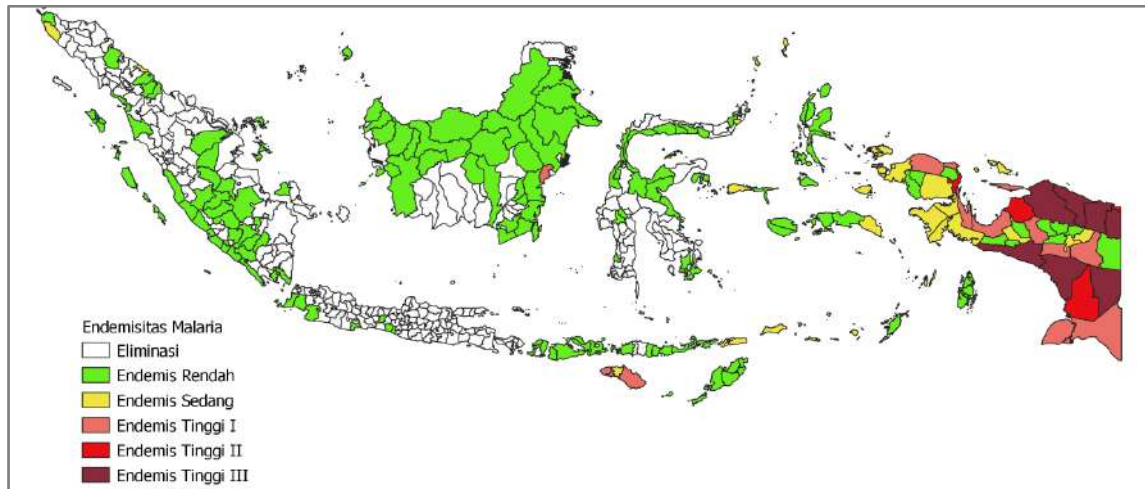 Endemisitas Malaria
Eliminasi
Endemis Rendah
Endemis Sedang
Endemis Tinggi I
Endemis Tinggi II
Endemis Tinggi III